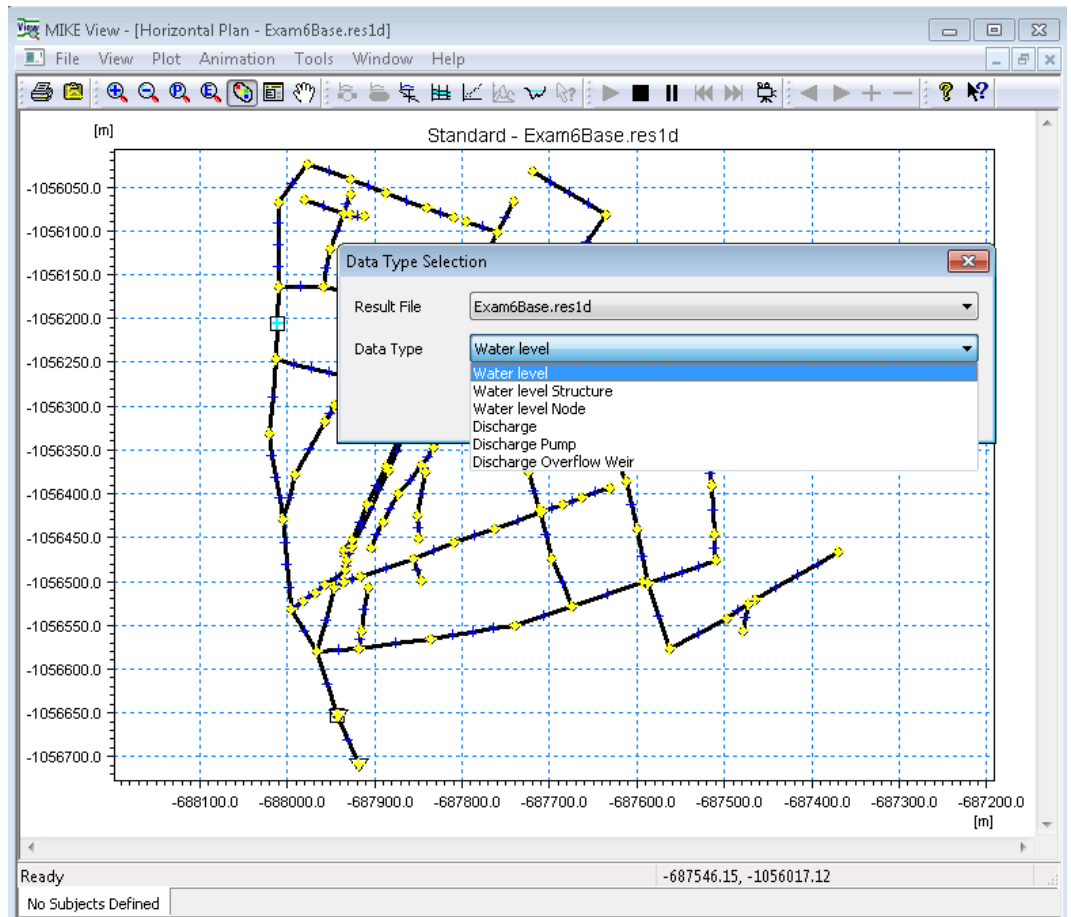 MIKE View - [Horizontal Plan - Exam6Base.res1d]
File View Plot Animation Tools Window Help
[m]
Standard - Exam6Base.res1d
-1056050.0
-1056100.0
-1056150.0
-1056200.0
-1056250.0
-1056300.0
-1056350.0
-1056400.0
-1056450.0
-1056500.0
-1056550.0
-1056600.0
-1056650.0
-1056700.0
Data Type Selection
Result File Exam6Base.res1d
Data Type Water level
Water level
Water level Structure
Water level Node
Discharge
Discharge Pump
Discharge Overflow Weir
-688100.0 -688000.0 -687900.0 -687800.0 -687700.0 -687600.0 -687500.0 -687400.0 -687300.0 -687200.0
[m]
Ready -687546.15, -1056017.12
No Subjects Defined